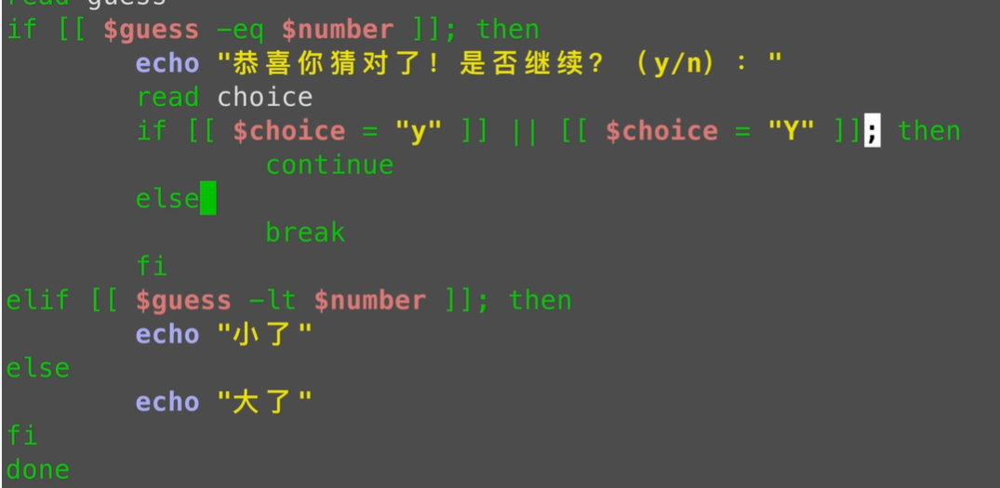 read guess
if [[ $guess -eq $number ]]; then
echo "恭喜你猜对了！是否继续？（y/n）："
read choice
if [[ $choice = "y" ]] || [[ $choice = "Y" ]]; then
continue
else
break
fi
elif [[ $guess -lt $number ]]; then
echo "小了"
else
echo "大了"
fi
done